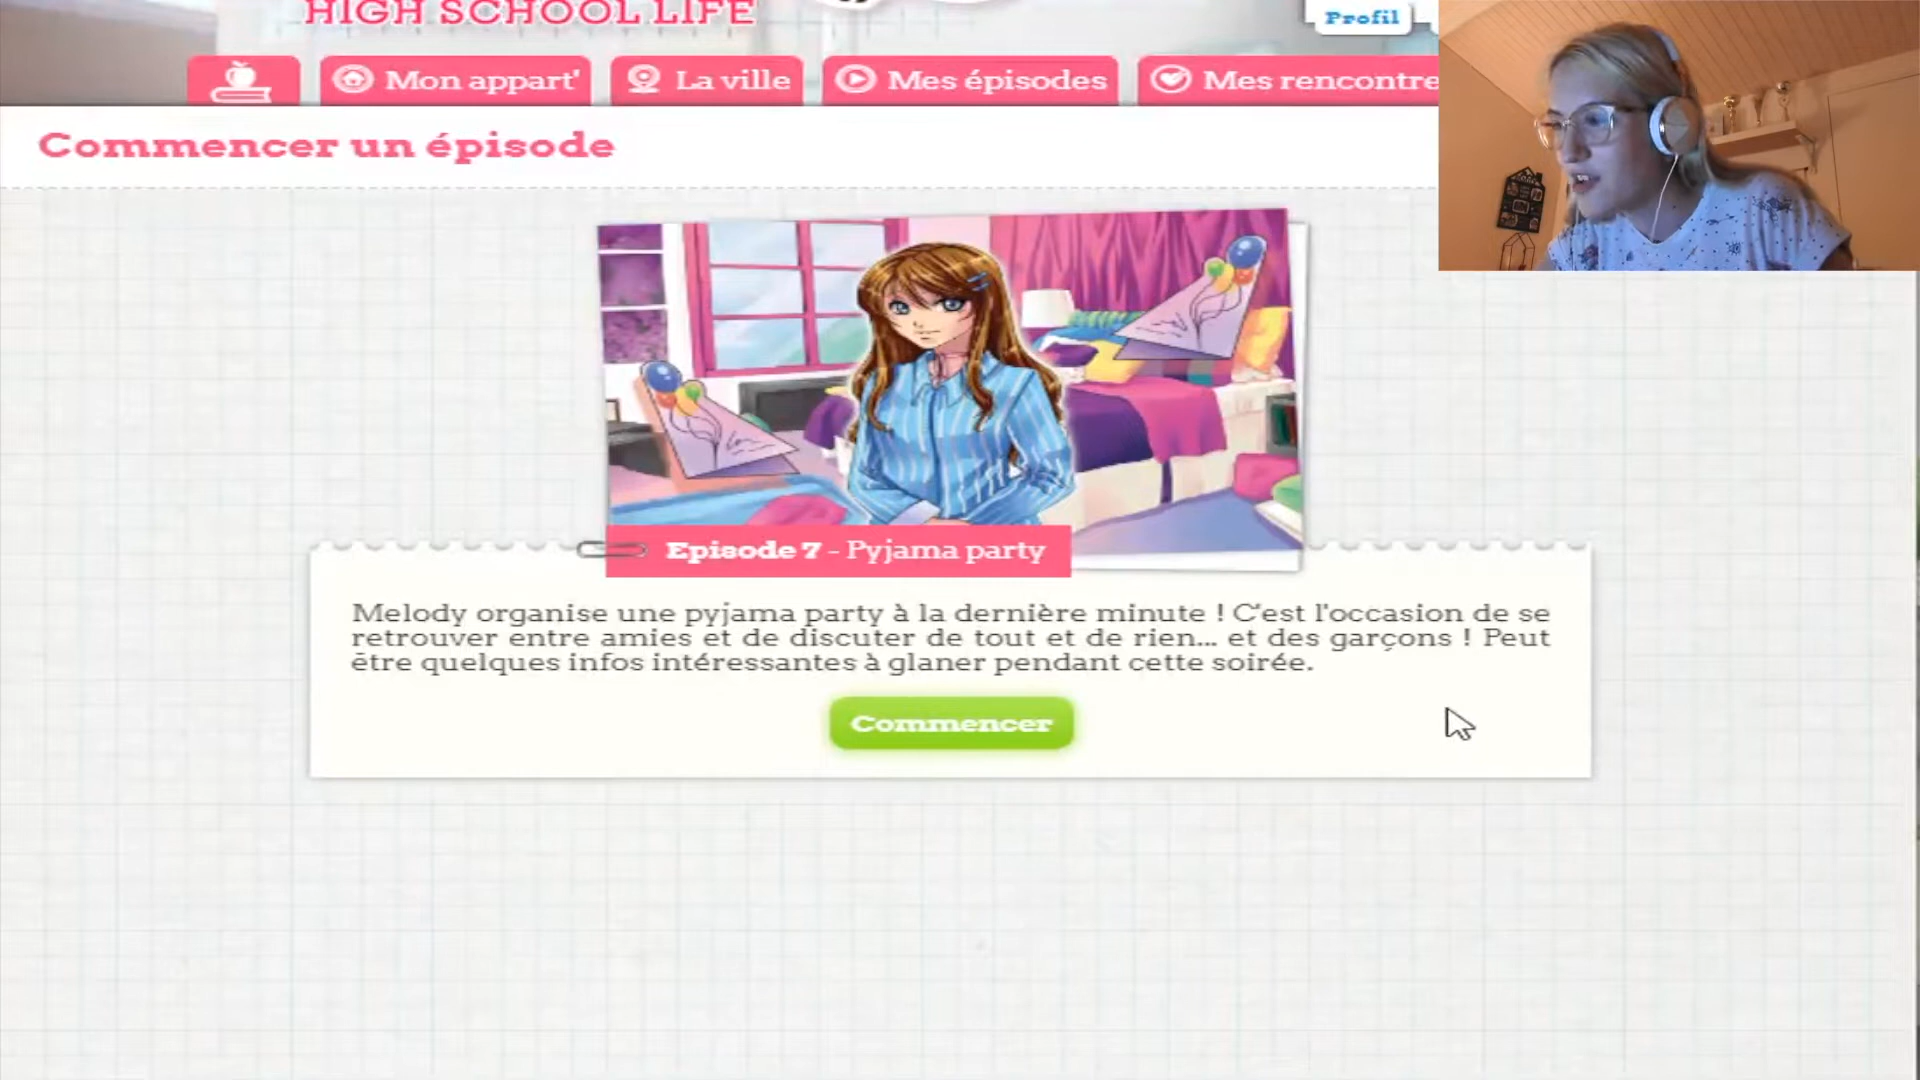 HIGH SCHOOL LIFE
Profil
Mon appart'
La ville
Mes épisodes
Mes rencontre
Commencer un épisode
Episode 7 - Pyjama party
Melody organise une pyjama party à la dernière minute ! C'est l'occasion de se
retrouver entre amies et de discuter de tout et de rien... et des garçons ! Peut
être quelques infos intéressantes à glaner pendant cette soirée.
Commencer